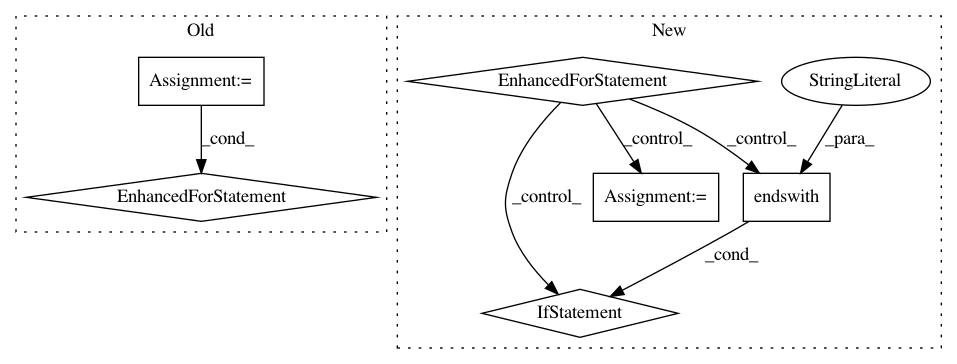 Old
New
Assignment:=
EnhancedForStatement
StringLiteral
_cond_
_control_
_control_
_para_
EnhancedForStatement
_control_
Assignment:=
endswith
_cond_
IfStatement